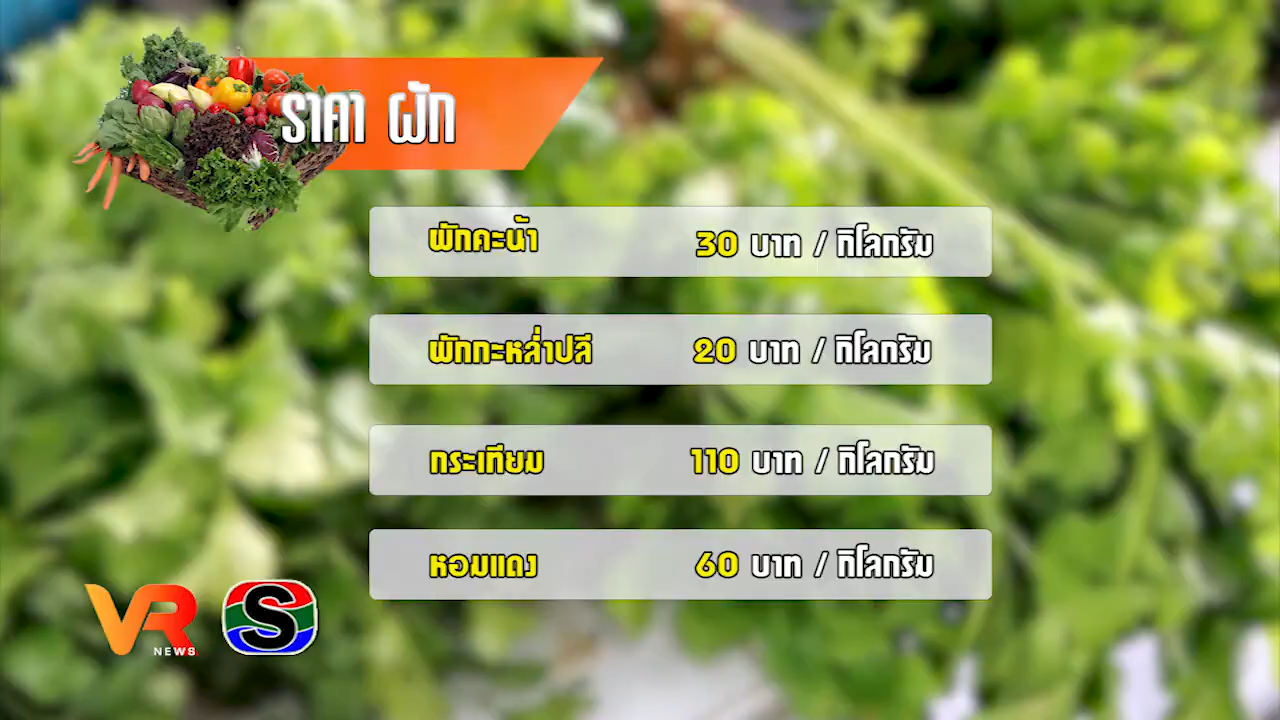 ราคา ผัก
ผักคะน้า 30 บาท / กิโลกรัม
ผักกะหล่ำปลี 20 บาท / กิโลกรัม
กระเทียม 110 บาท / กิโลกรัม
หอมแดง 60 บาท / กิโลกรัม
VR NEWS S